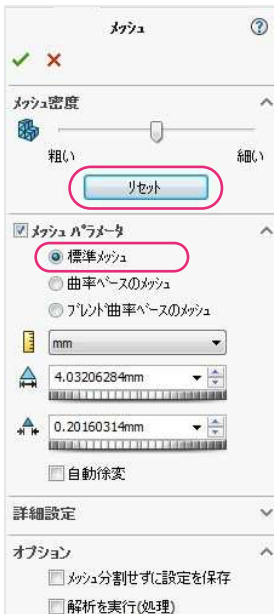 メッシュ
メッシュ密度
粗い 細い
リセット
メッシュ パラメータ
標準メッシュ
曲率ベースのメッシュ
ブレンド曲率ベースのメッシュ
mm
4.03206284mm
0.20160314mm
自動徐変
詳細設定
オプション
メッシュ分割せずに設定を保存
解析を実行(処理)